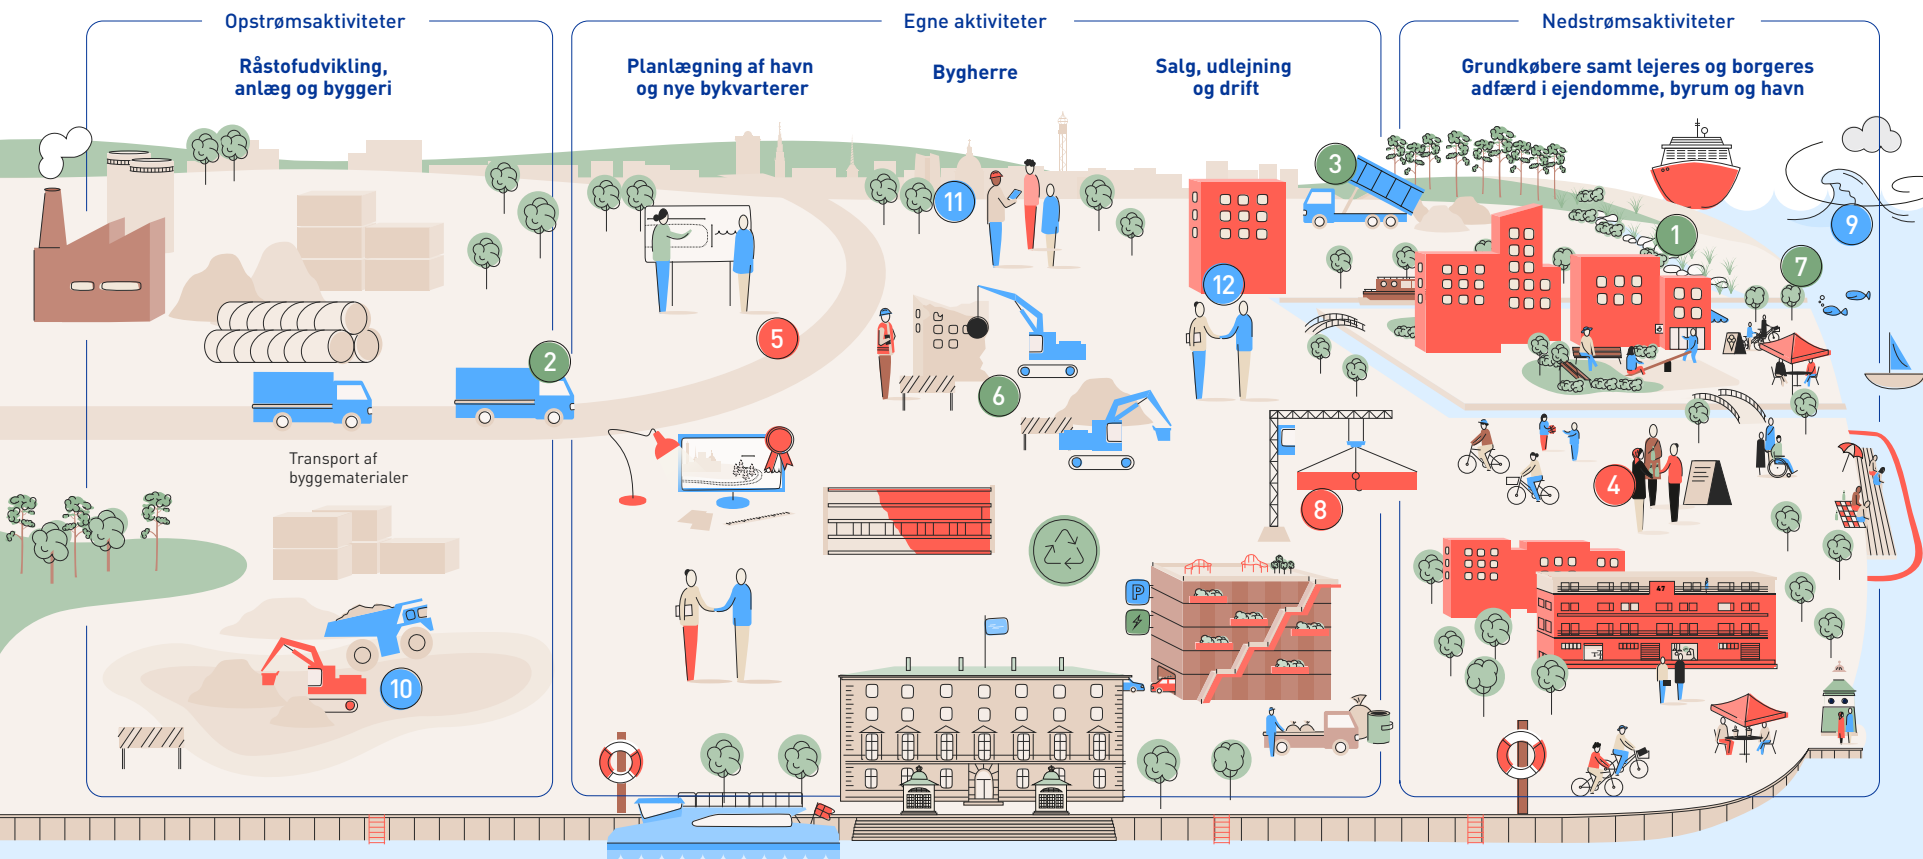 Opstrømsaktiviteter
Egne aktiviteter
Nedstrømsaktiviteter
Råstofudvikling,
anlæg og byggeri
Planlægning af havn
og nye bykvarterer
Bygherre
Salg, udlejning
og drift
Grundkøbere samt lejeres og borgeres
adfærd i ejendomme, byrum og havn
3
11
1
9
7
12
5
2
6
Transport af
byggematerialer
4
8
P
47
10